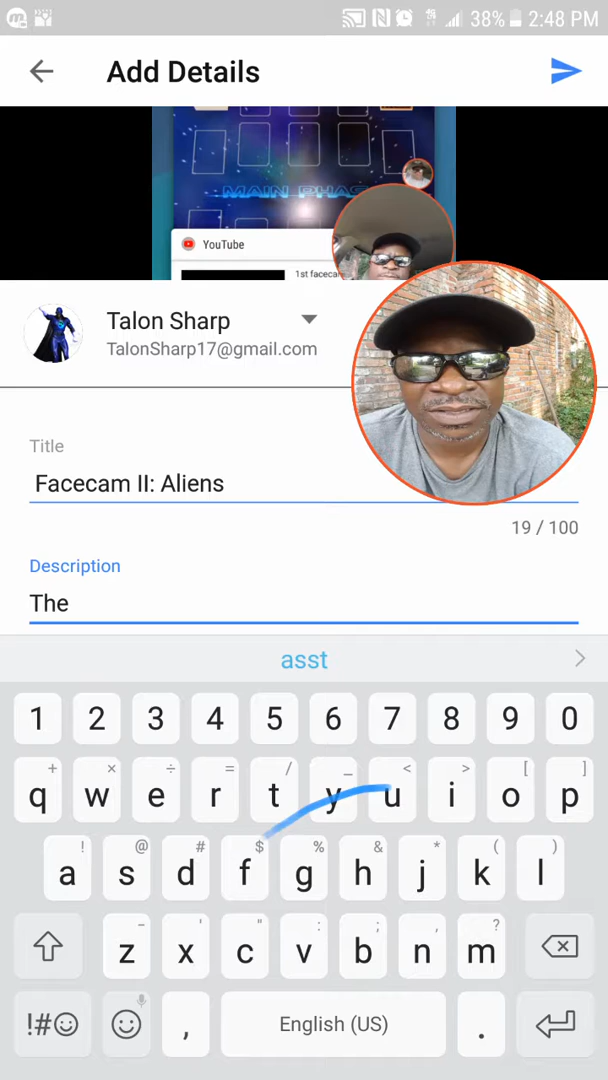 38% 2:48 PM
Add Details
MAIN PHAS
YouTube
1st facecam
Talon Sharp
TalonSharp17@gmail.com
Title
Facecam II: Aliens
19 / 100
Description
The
asst
1 2 3 4 5 6 7 8 9 0
+ × ÷ = / _ < > [ ]
q w e r t y u i o p
! @ # $ % & * ( )
a s d f g h j k l
- ' " : ; , ?
z x c v b n m
!#☺ , English (US) .